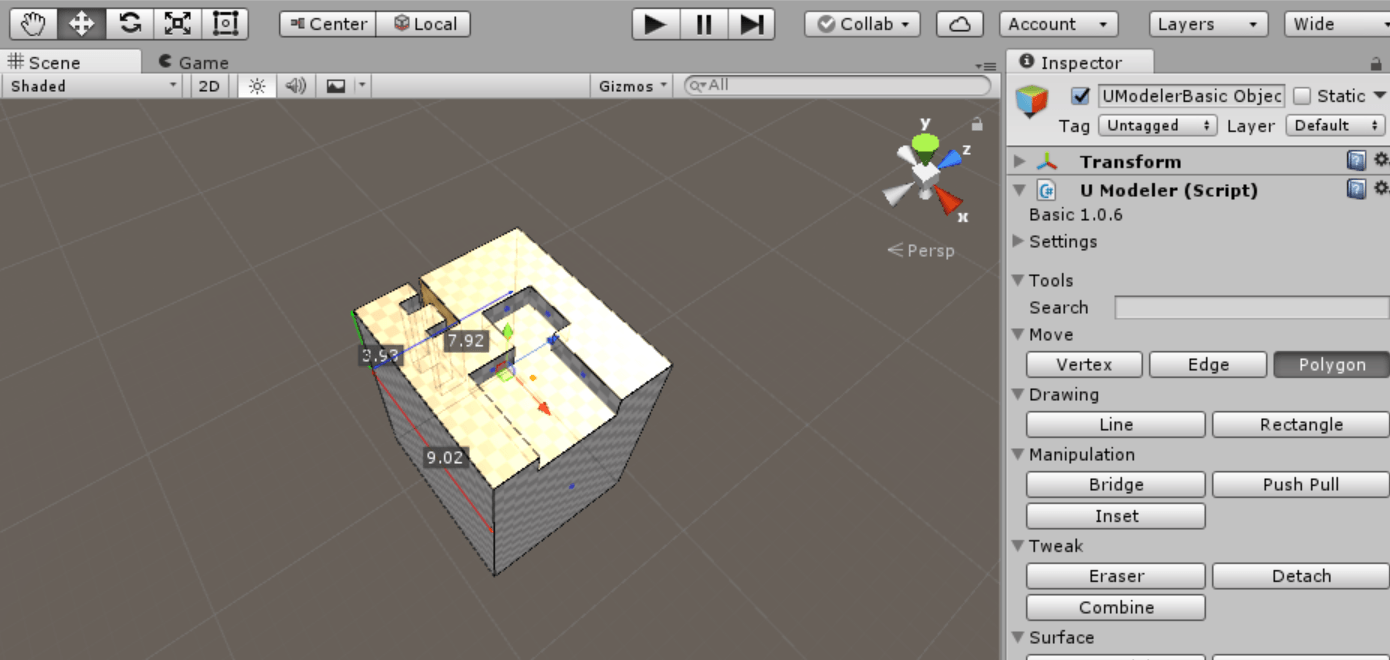 Center Local Collab Account Layers Wide
Scene Game Inspector
Shaded 2D Gizmos All
UModelerBasic Objec Static
Tag Untagged Layer Default
Transform
U Modeler (Script)
Basic 1.0.6
Settings
Tools
Search
Move
Vertex Edge Polygon
Drawing
Line Rectangle
Manipulation
Bridge Push Pull
Inset
Tweak
Eraser Detach
Combine
Surface
y
z
x
Persp
7.92
3.93
9.02